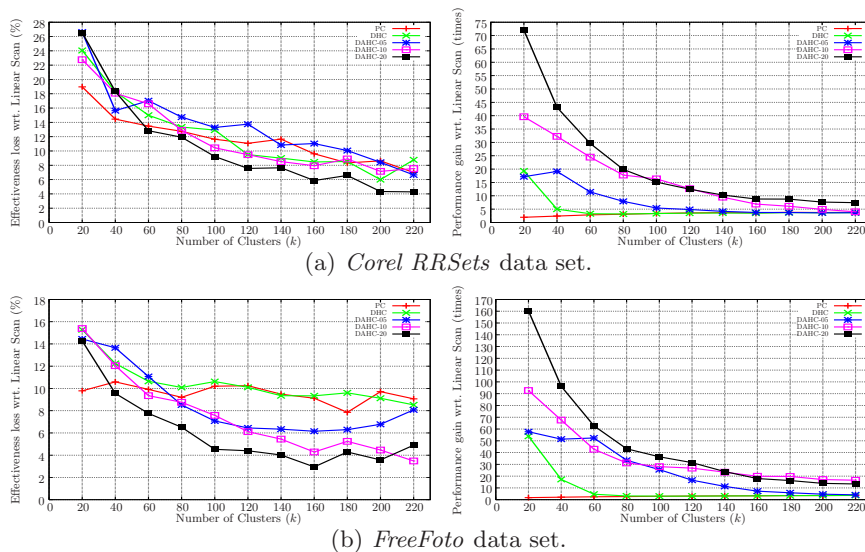 Effectiveness loss wrt. Linear Scan (%)
28
26
24
22
20
18
16
14
12
10
8
6
4
2
0
PC
DHC
DAHC-05
DAHC-10
DAHC-20
0 20 40 60 80 100 120 140 160 180 200 220
Number of Clusters (k)
Performance gain wrt. Linear Scan (times)
75
70
65
60
55
50
45
40
35
30
25
20
15
10
5
0
PC
DHC
DAHC-05
DAHC-10
DAHC-20
0 20 40 60 80 100 120 140 160 180 200 220
Number of Clusters (k)
(a) Corel RRSets data set.
Effectiveness loss wrt. Linear Scan (%)
18
16
14
12
10
8
6
4
2
0
PC
DHC
DAHC-05
DAHC-10
DAHC-20
0 20 40 60 80 100 120 140 160 180 200 220
Number of Clusters (k)
Performance gain wrt. Linear Scan (times)
170
160
150
140
130
120
110
100
90
80
70
60
50
40
30
20
10
0
PC
DHC
DAHC-05
DAHC-10
DAHC-20
0 20 40 60 80 100 120 140 160 180 200 220
Number of Clusters (k)
(b) FreeFoto data set.